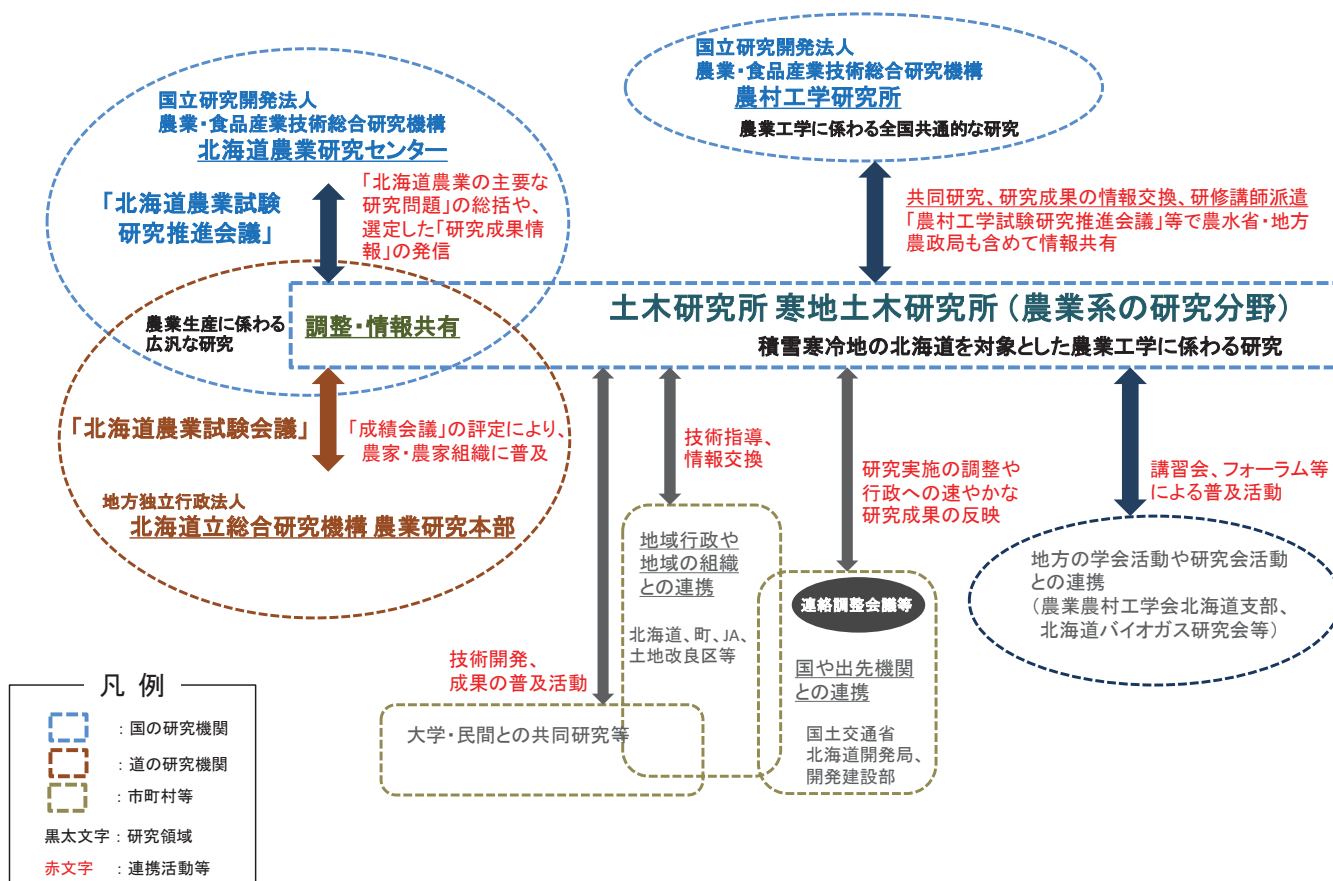 国立研究開発法人
農業・食品産業技術総合研究機構
北海道農業研究センター
「北海道農業試験
研究推進会議」
「北海道農業の主要な
研究問題」の総括や、
選定した「研究成果情
報」の発信
国立研究開発法人
農業・食品産業技術総合研究機構
農村工学研究所
農業工学に係わる全国共通的な研究
共同研究、研究成果の情報交換、研修講師派遣
「農村工学試験研究推進会議」等で農水省・地方
農政局も含めて情報共有
農業生産に係わる
広汎な研究
調整・情報共有
土木研究所 寒地土木研究所（農業系の研究分野）
積雪寒冷地の北海道を対象とした農業工学に係わる研究
「北海道農業試験会議」
「成績会議」の評定により、
農家・農家組織に普及
地方独立行政法人
北海道立総合研究機構 農業研究本部
技術指導、
情報交換
研究実施の調整や
行政への速やかな
研究成果の反映
講習会、フォーラム等
による普及活動
地域行政や
地域の組織
との連携
北海道、町、JA、
土地改良区等
連絡調整会議等
国や出先機関
との連携
国土交通省
北海道開発局、
開発建設部
地方の学会活動や研究会活動
との連携
（農業農村工学会北海道支部、
北海道バイオガス研究会等）
技術開発、
成果の普及活動
大学・民間との共同研究等
凡 例
：国の研究機関
：道の研究機関
：市町村等
黒太文字：研究領域
赤文字：連携活動等